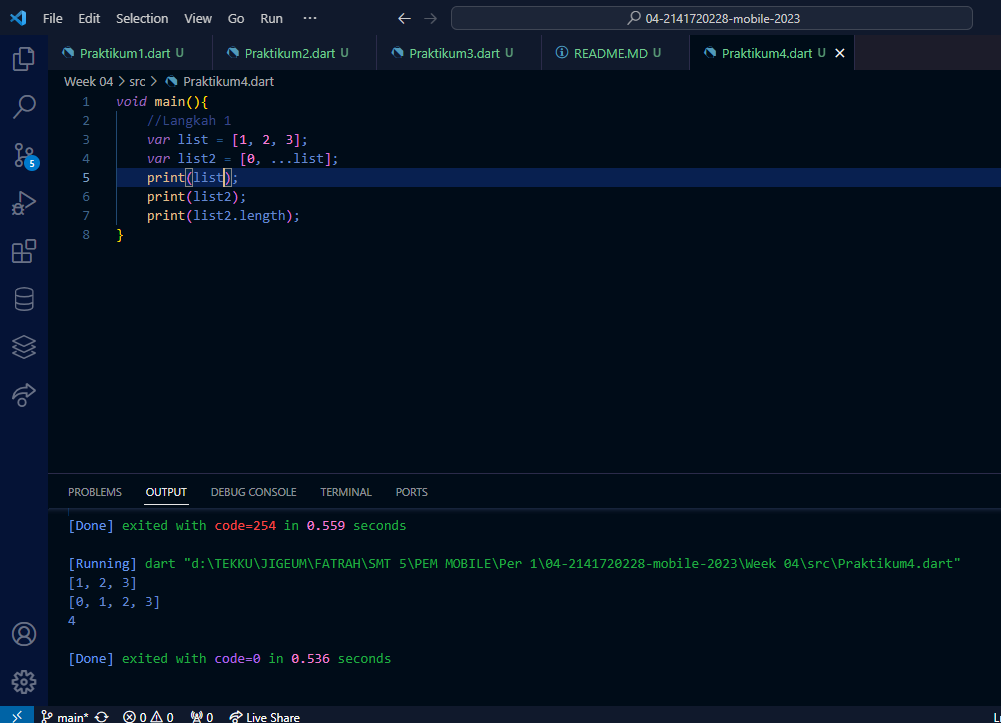 File Edit Selection View Go Run ··· 04-2141720228-mobile-2023
Praktikum1.dart U Praktikum2.dart U Praktikum3.dart U README.MD U Praktikum4.dart U
Week 04 > src > Praktikum4.dart
1 void main(){
2 //Langkah 1
3 var list = [1, 2, 3];
4 var list2 = [0, ...list];
5 print(list);
6 print(list2);
7 print(list2.length);
8 }
5
PROBLEMS OUTPUT DEBUG CONSOLE TERMINAL PORTS
[Done] exited with code=254 in 0.559 seconds
[Running] dart "d:\TEKKU\JIGEUM\FATRAH\SMT 5\PEM MOBILE\Per 1\04-2141720228-mobile-2023\Week 04\src\Praktikum4.dart"
[1, 2, 3]
[0, 1, 2, 3]
4
[Done] exited with code=0 in 0.536 seconds
main* 0 0 0 Live Share